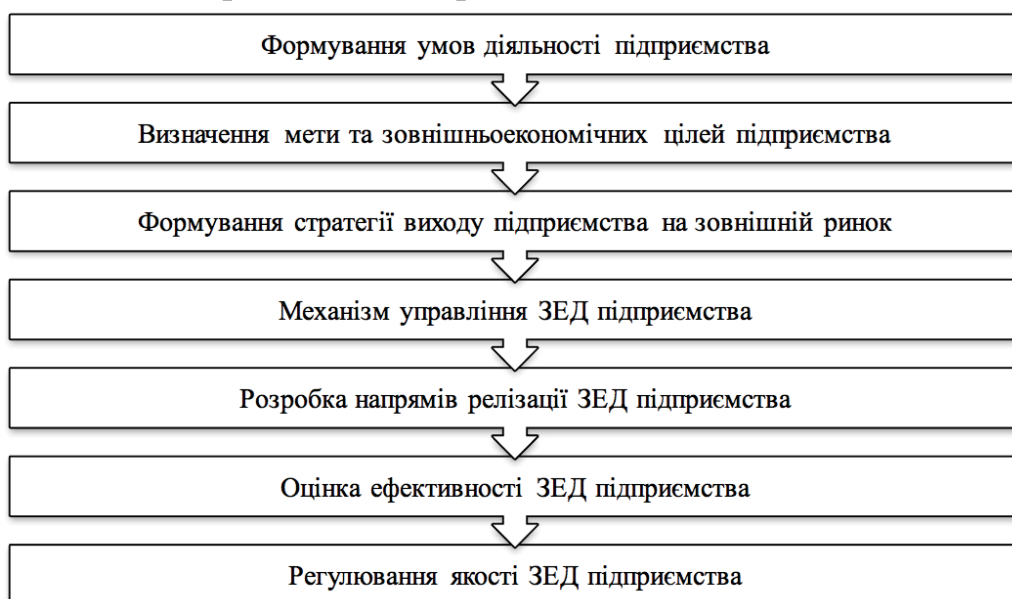 Формування умов діяльності підприємства
Визначення мети та зовнішньоекономічних цілей підприємства
Формування стратегії виходу підприємства на зовнішній ринок
Механізм управління ЗЕД підприємства
Розробка напрямів релізації ЗЕД підприємства
Оцінка ефективності ЗЕД підприємства
Регулювання якості ЗЕД підприємства